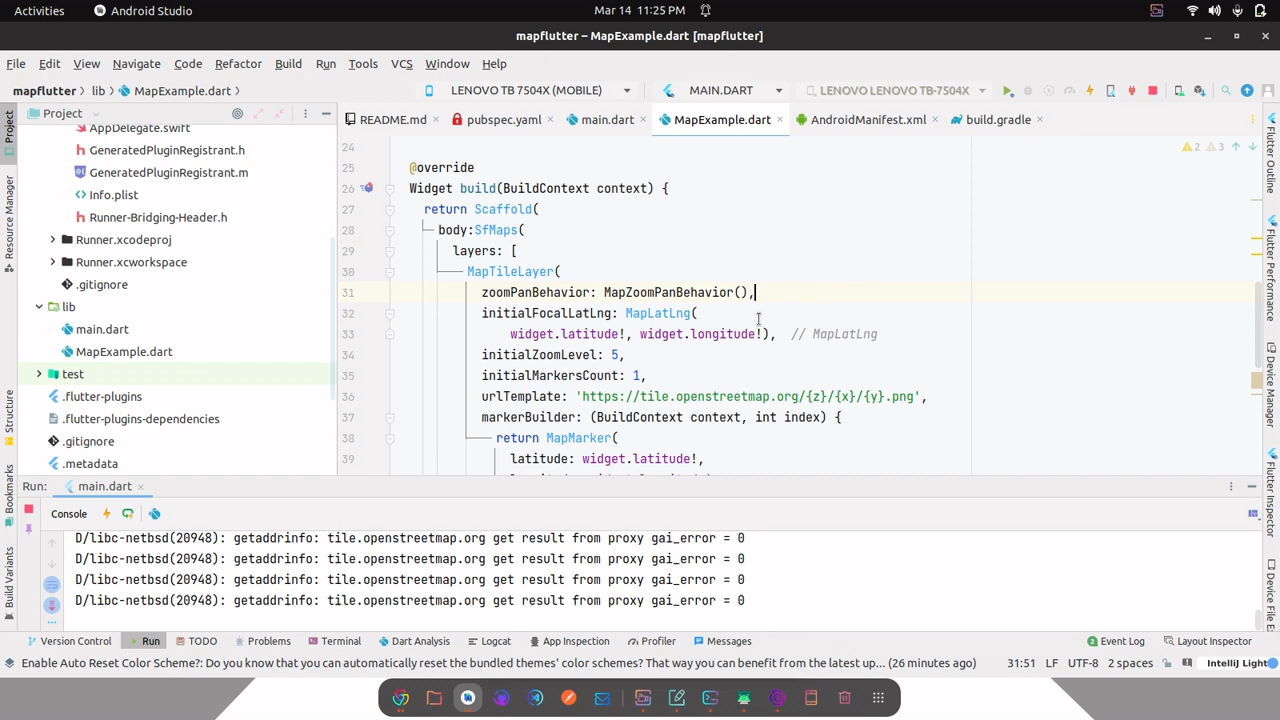 Activities
Android Studio
Mar 14 11:25 PM
mapflutter – MapExample.dart [mapflutter]
File Edit View Navigate Code Refactor Build Run Tools VCS Window Help
mapflutter lib MapExample.dart
LENOVO TB 7504X (MOBILE)
MAIN.DART
LENOVO LENOVO TB-7504X
Project
README.md pubspec.yaml main.dart MapExample.dart AndroidManifest.xml build.gradle
Project
Resource Manager
Structure
Bookmarks
Build Variants
AppDelegate.swift
GeneratedPluginRegistrant.h
GeneratedPluginRegistrant.m
Info.plist
Runner-Bridging-Header.h
Runner.xcodeproj
Runner.xcworkspace
.gitignore
lib
main.dart
MapExample.dart
test
.flutter-plugins
.flutter-plugins-dependencies
.gitignore
.metadata
24
25 @override
26 Widget build(BuildContext context) {
27 return Scaffold(
28 body:SfMaps(
29 layers: [
30 MapTileLayer(
31 zoomPanBehavior: MapZoomPanBehavior(),
32 initialFocalLatLng: MapLatLng(
33 widget.latitude!, widget.longitude!), // MapLatLng
34 initialZoomLevel: 5,
35 initialMarkersCount: 1,
36 urlTemplate: 'https://tile.openstreetmap.org/{z}/{x}/{y}.png',
37 markerBuilder: (BuildContext context, int index) {
38 return MapMarker(
39 latitude: widget.latitude!,
2 3
Flutter Outline
Flutter Performance
Device Manager
Flutter Inspector
Run: main.dart
Console
D/libc-netbsd(20948): getaddrinfo: tile.openstreetmap.org get result from proxy gai_error = 0
D/libc-netbsd(20948): getaddrinfo: tile.openstreetmap.org get result from proxy gai_error = 0
D/libc-netbsd(20948): getaddrinfo: tile.openstreetmap.org get result from proxy gai_error = 0
D/libc-netbsd(20948): getaddrinfo: tile.openstreetmap.org get result from proxy gai_error = 0
Version Control Run TODO Problems Terminal Dart Analysis Logcat App Inspection Profiler Messages Event Log Layout Inspector
Enable Auto Reset Color Scheme?: Do you know that you can automatically reset the bundled themes' color schemes? That way you can benefit from the latest up... (26 minutes ago)
31:51 LF UTF-8 2 spaces IntelliJ Light